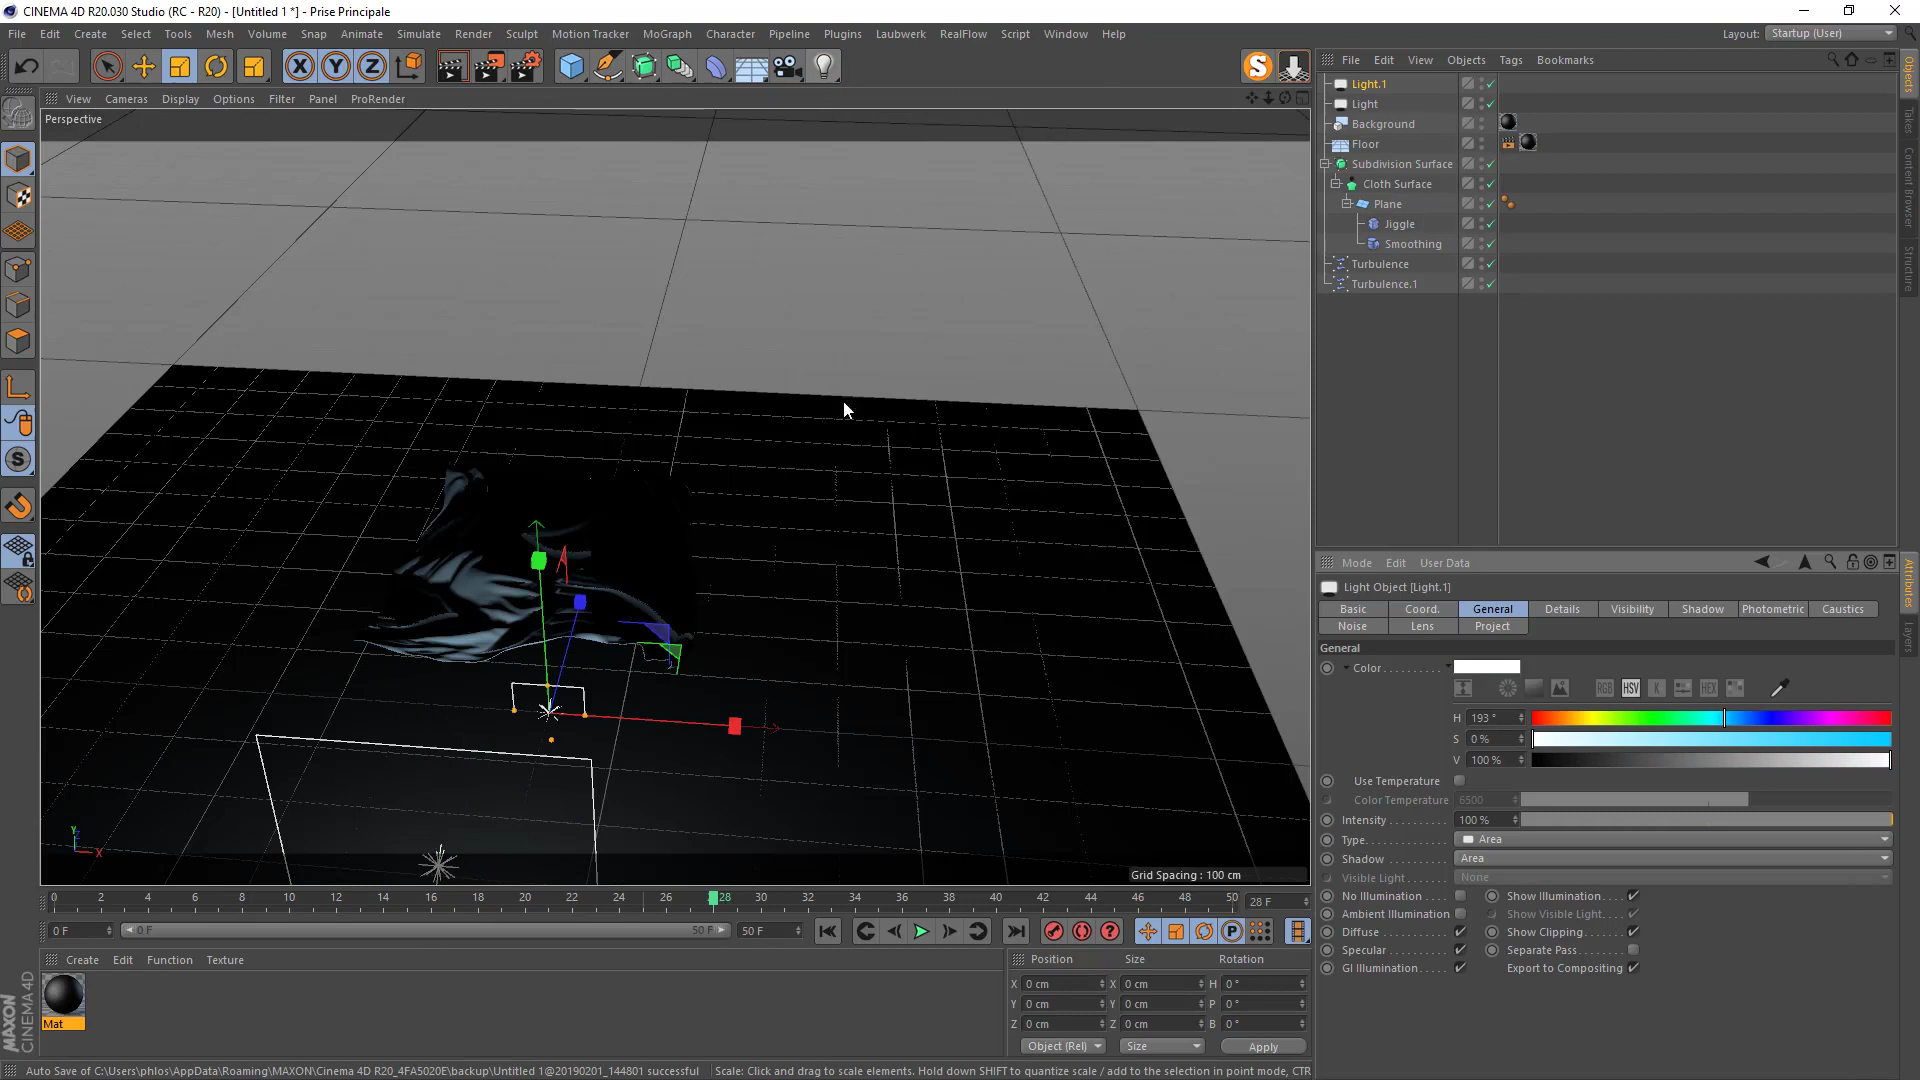 CINEMA 4D R20.030 Studio (RC - R20) - [Untitled 1 *] - Prise Principale
File Edit Create Select Tools Mesh Volume Snap Animate Simulate Render Sculpt Motion Tracker MoGraph Character Pipeline Plugins Laubwerk RealFlow Script Window Help
Layout: Startup (User)
View Cameras Display Options Filter Panel ProRender
Perspective
File Edit View Objects Tags Bookmarks
Light.1
Light
Background
Floor
Subdivision Surface
Cloth Surface
Plane
Jiggle
Smoothing
Turbulence
Turbulence.1
Objects
Takes
Content Browser
Structure
Mode Edit User Data
Light Object [Light.1]
Basic Coord. General Details Visibility Shadow Photometric Caustics
Noise Lens Project
General
Color
RGB HSV K HEX
H 193 °
S 0 %
V 100 %
Use Temperature
Color Temperature 6500
Intensity 100 %
Type Area
Shadow Area
Visible Light None
No Illumination Show Illumination
Ambient Illumination Show Visible Light
Diffuse Show Clipping
Specular Separate Pass
GI Illumination Export to Compositing
Attributes
Layers
Y
Z
X
Grid Spacing : 100 cm
0 2 4 6 8 10 12 14 16 18 20 22 24 26 28 30 32 34 36 38 40 42 44 46 48 50 28 F
0 F 0 F 50 F 50 F
Create Edit Function Texture
Mat
Position Size Rotation
X 0 cm X 0 cm H 0 °
Y 0 cm Y 0 cm P 0 °
Z 0 cm Z 0 cm B 0 °
Object (Rel) Size Apply
MAXON
CINEMA 4D
Auto Save of C:\Users\phlos\AppData\Roaming\MAXON\Cinema 4D R20_4FA5020E\backup\Untitled 1@20190201_144801 successful
Scale: Click and drag to scale elements. Hold down SHIFT to quantize scale / add to the selection in point mode, CTR